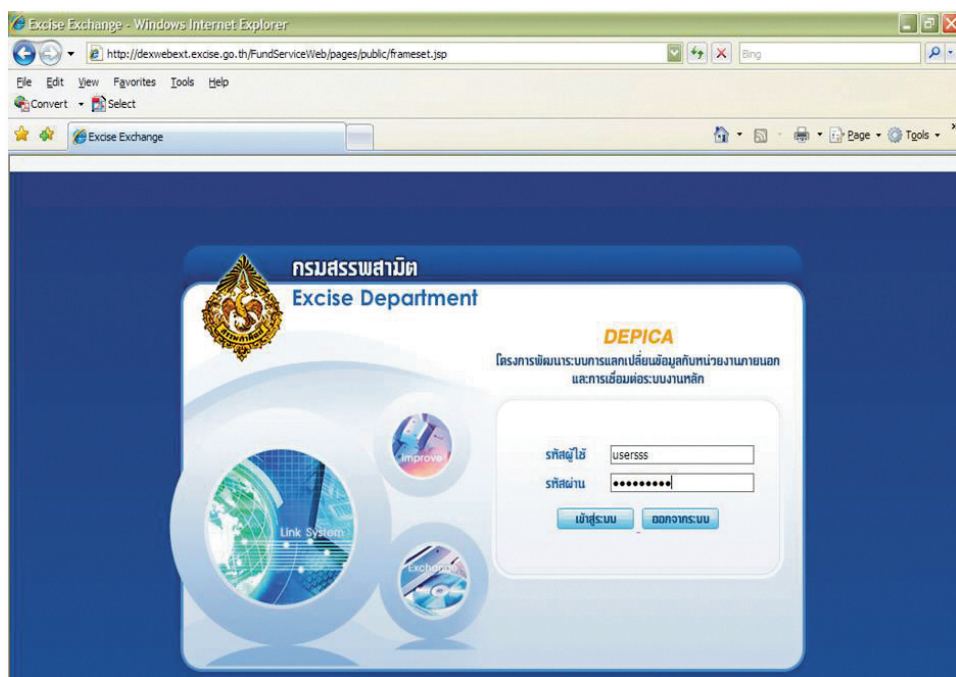 Excise Exchange - Windows Internet Explorer
http://dexwebext.excise.go.th/FundServiceWeb/pages/public/frameset.jsp
Bing
File Edit View Favorites Tools Help
Convert Select
Excise Exchange
Page Tools
กรมสรรพสามิต
Excise Department
DEPICA
โครงการพัฒนาระบบการแลกเปลี่ยนข้อมูลกับหน่วยงานภายนอก
และการเชื่อมต่อระบบงานหลัก
Improve
รหัสผู้ใช้ usersss
รหัสผ่าน •••••••••
เข้าสู่ระบบ ออกจากระบบ
Link System
Exchange